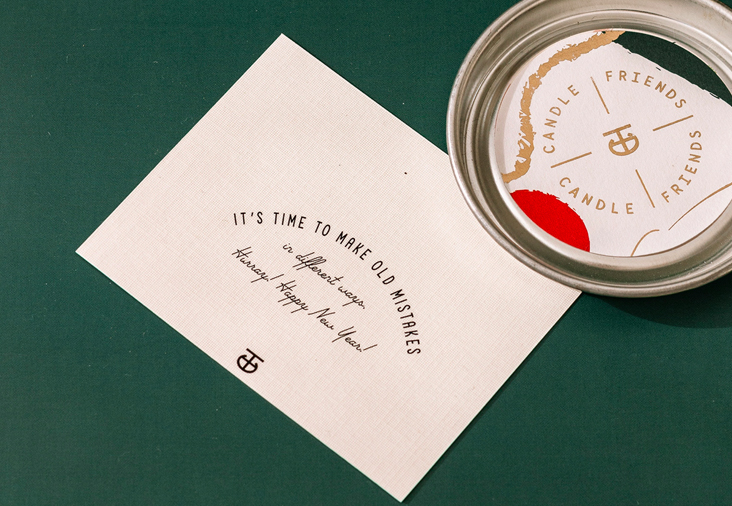 IT'S TIME TO MAKE OLD MISTAKES
in different ways.
Hurray! Happy New Year!
CANDLE
FRIENDS
CANDLE
FRIENDS